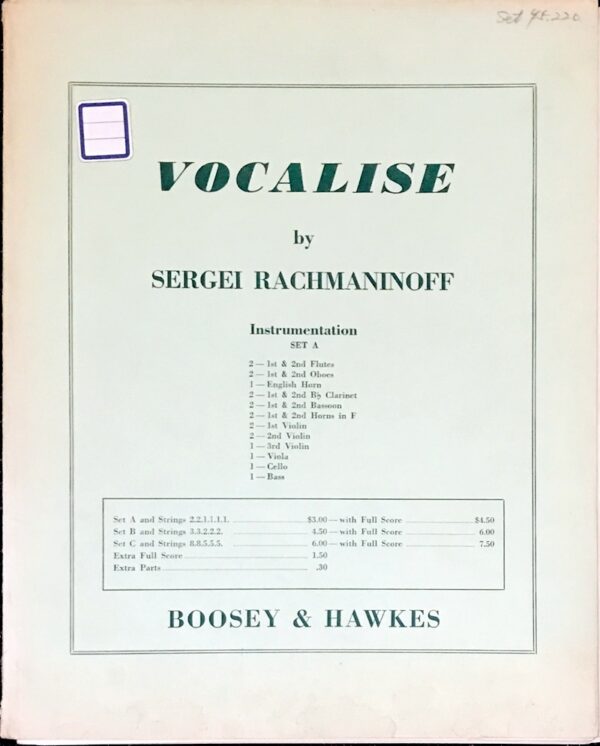 Set 45.220
VOCALISE
by
SERGEI RACHMANINOFF
Instrumentation
SET A
2 — 1st & 2nd Flutes
2 — 1st & 2nd Oboes
1 — English Horn
2 — 1st & 2nd B♭ Clarinet
2 — 1st & 2nd Bassoon
2 — 1st & 2nd Horns in F
2 — 1st Violin
2 — 2nd Violin
1 — 3rd Violin
1 — Viola
1 — Cello
1 — Bass
Set A and Strings 2.2.1.1.1.1. $3.00 — with Full Score $4.50
Set B and Strings 3.3.2.2.2. 4.50 — with Full Score 6.00
Set C and Strings 8.8.5.5.5. 6.00 — with Full Score 7.50
Extra Full Score 1.50
Extra Parts .30
BOOSEY & HAWKES